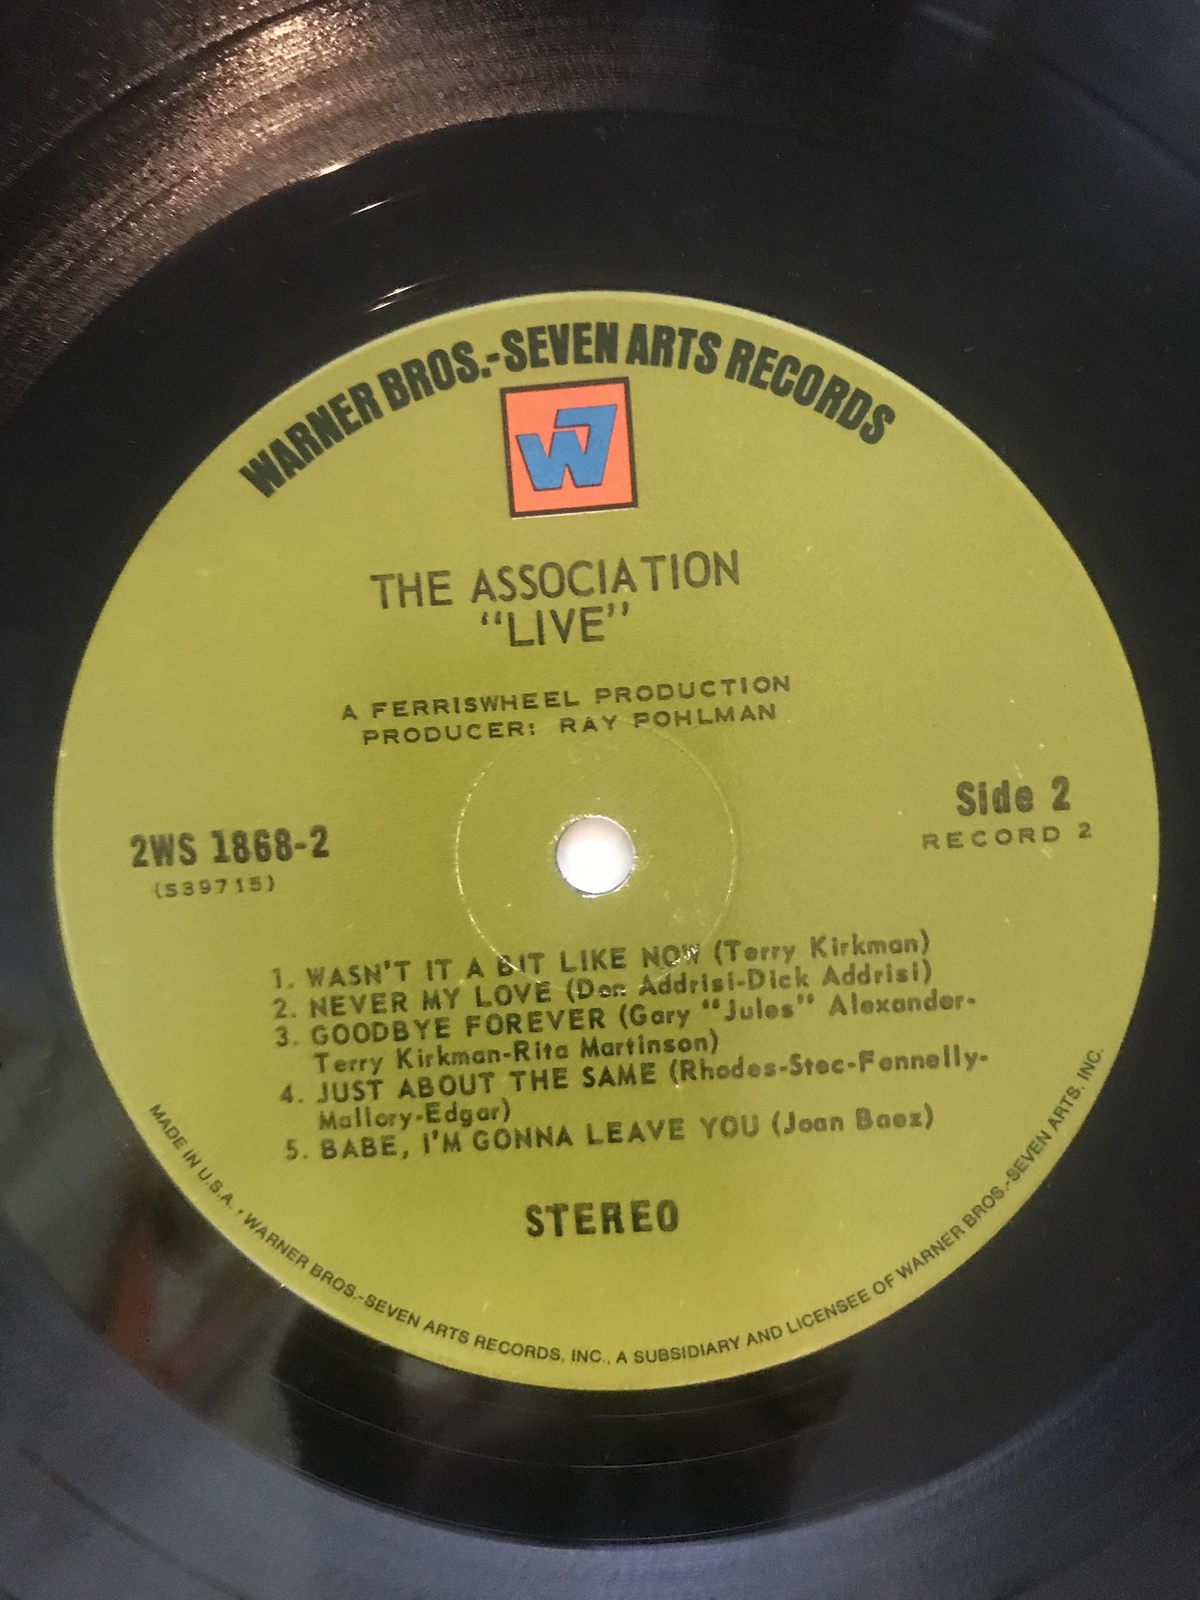 WARNER BROS.-SEVEN ARTS RECORDS
W7
THE ASSOCIATION
“LIVE”
A FERRISWHEEL PRODUCTION
PRODUCER: RAY POHLMAN
Side 2
RECORD 2
2WS 1868-2
(S39715)
1. WASN'T IT A BIT LIKE NOW (Terry Kirkman)
2. NEVER MY LOVE (Don Addrisi-Dick Addrisi)
3. GOODBYE FOREVER (Gary “Jules” Alexander-
Terry Kirkman-Rita Martinson)
4. JUST ABOUT THE SAME (Rhodes-Stec-Fennelly-
Mallory-Edgar)
5. BABE, I'M GONNA LEAVE YOU (Joan Baez)
STEREO
MADE IN U.S.A. • WARNER BROS.-SEVEN ARTS RECORDS, INC., A SUBSIDIARY AND LICENSEE OF WARNER BROS.-SEVEN ARTS, INC.